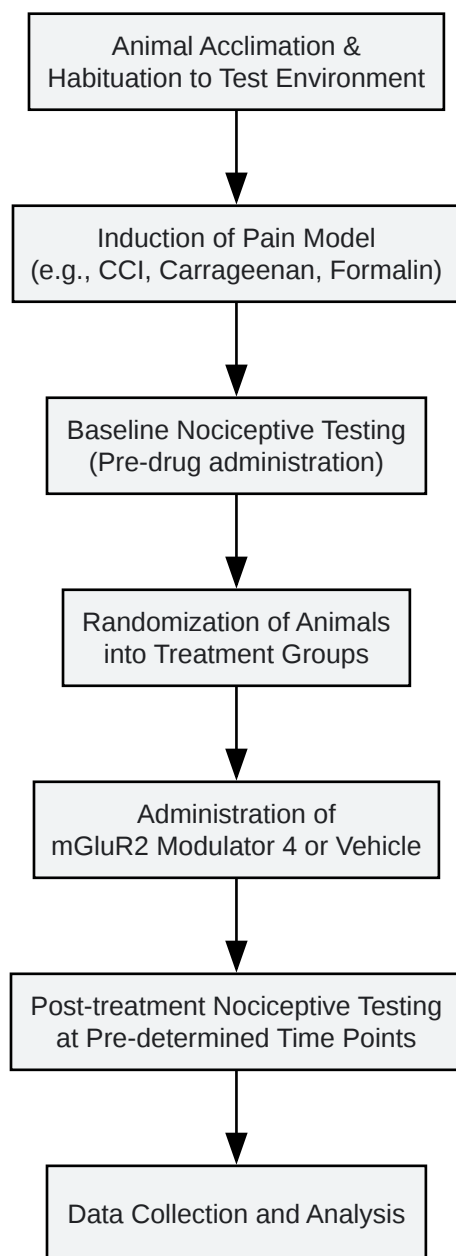 Animal Acclimation &
Habituation to Test Environment
Induction of Pain Model
(e.g., CCI, Carrageenan, Formalin)
Baseline Nociceptive Testing
(Pre-drug administration)
Randomization of Animals
into Treatment Groups
Administration of
mGluR2 Modulator 4 or Vehicle
Post-treatment Nociceptive Testing
at Pre-determined Time Points
Data Collection and Analysis